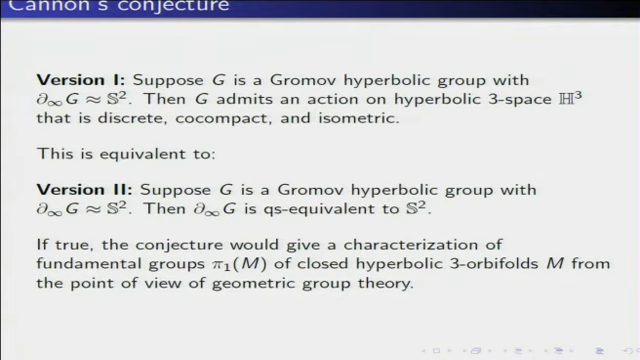 Cannon's conjecture
Version I: Suppose G is a Gromov hyperbolic group with
∂∞G ≈ 𝕊². Then G admits an action on hyperbolic 3-space ℍ³
that is discrete, cocompact, and isometric.
This is equivalent to:
Version II: Suppose G is a Gromov hyperbolic group with
∂∞G ≈ 𝕊². Then ∂∞G is qs-equivalent to 𝕊².
If true, the conjecture would give a characterization of
fundamental groups π₁(M) of closed hyperbolic 3-orbifolds M from
the point of view of geometric group theory.